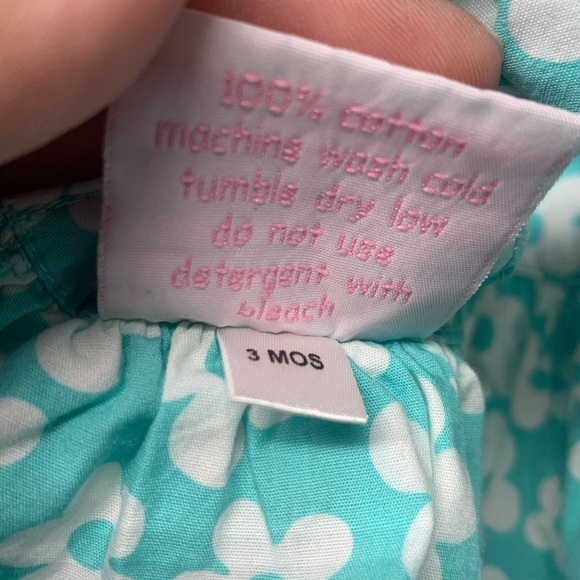 100% cotton
machine wash cold
tumble dry low
do not use
detergent with
bleach
3 MOS